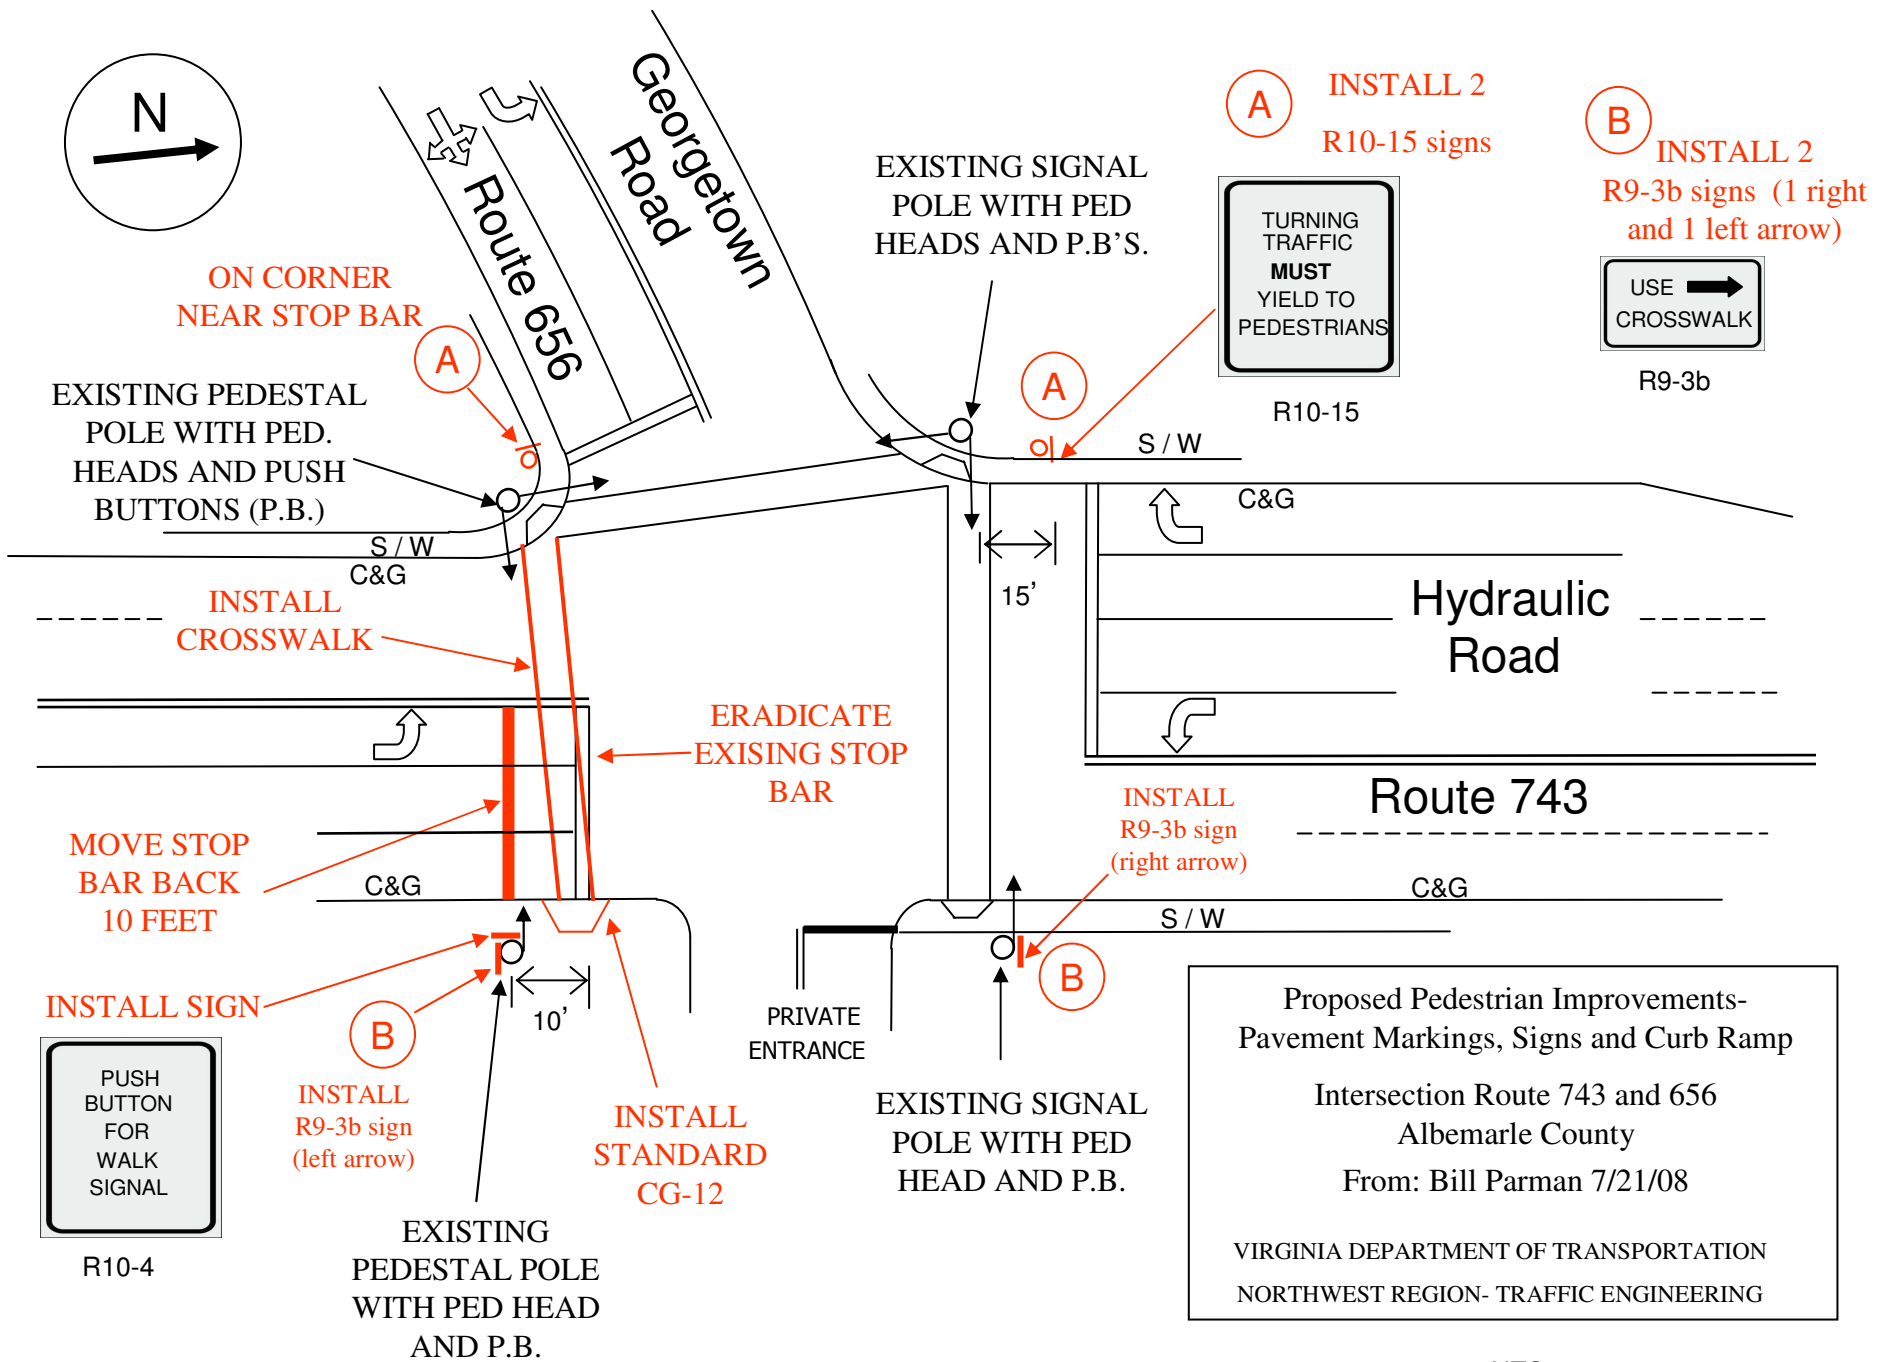 N
Georgetown
Road
Route 656
A
INSTALL 2
R10-15 signs
TURNING
TRAFFIC
MUST
YIELD TO
PEDESTRIANS
R10-15
B
INSTALL 2
R9-3b signs (1 right
and 1 left arrow)
USE
CROSSWALK
R9-3b
EXISTING SIGNAL
POLE WITH PED
HEADS AND P.B'S.
ON CORNER
NEAR STOP BAR
A
A
EXISTING PEDESTAL
POLE WITH PED.
HEADS AND PUSH
BUTTONS (P.B.)
S / W
C&G
S / W
C&G
15'
Hydraulic
Road
INSTALL
CROSSWALK
ERADICATE
EXISING STOP
BAR
Route 743
INSTALL
R9-3b sign
(right arrow)
MOVE STOP
BAR BACK
10 FEET
C&G
C&G
S / W
INSTALL SIGN
B
10'
B
PRIVATE
ENTRANCE
PUSH
BUTTON
FOR
WALK
SIGNAL
R10-4
INSTALL
R9-3b sign
(left arrow)
INSTALL
STANDARD
CG-12
EXISTING SIGNAL
POLE WITH PED
HEAD AND P.B.
EXISTING
PEDESTAL POLE
WITH PED HEAD
AND P.B.
Proposed Pedestrian Improvements-
Pavement Markings, Signs and Curb Ramp
Intersection Route 743 and 656
Albemarle County
From: Bill Parman 7/21/08
VIRGINIA DEPARTMENT OF TRANSPORTATION
NORTHWEST REGION- TRAFFIC ENGINEERING